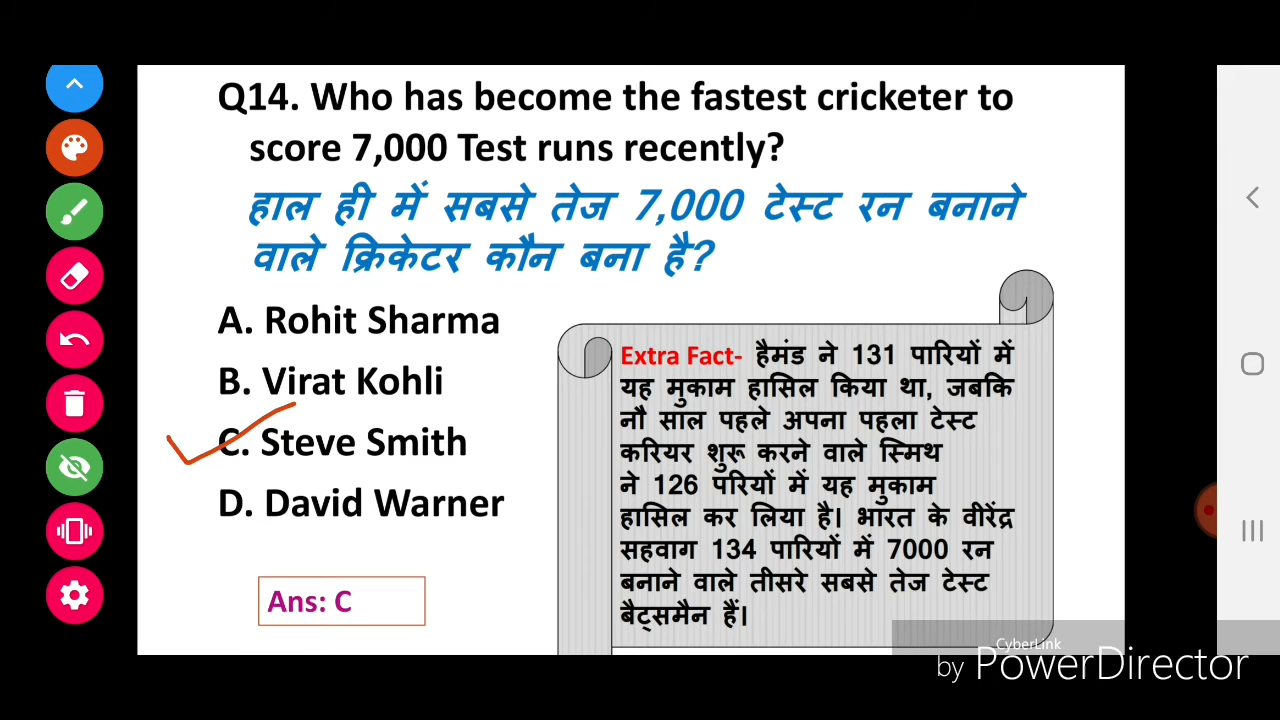 Q14. Who has become the fastest cricketer to
score 7,000 Test runs recently?
हाल ही में सबसे तेज 7,000 टेस्ट रन बनाने
वाले क्रिकेटर कौन बना है?
A. Rohit Sharma
B. Virat Kohli
C. Steve Smith
D. David Warner
Ans: C
Extra Fact- हैमंड ने 131 पारियों में
यह मुकाम हासिल किया था, जबकि
नौ साल पहले अपना पहला टेस्ट
करियर शुरू करने वाले स्मिथ
ने 126 परियों में यह मुकाम
हासिल कर लिया है। भारत के वीरेंद्र
सहवाग 134 पारियों में 7000 रन
बनाने वाले तीसरे सबसे तेज टेस्ट
बैट्समैन हैं।
CyberLink
by PowerDirector